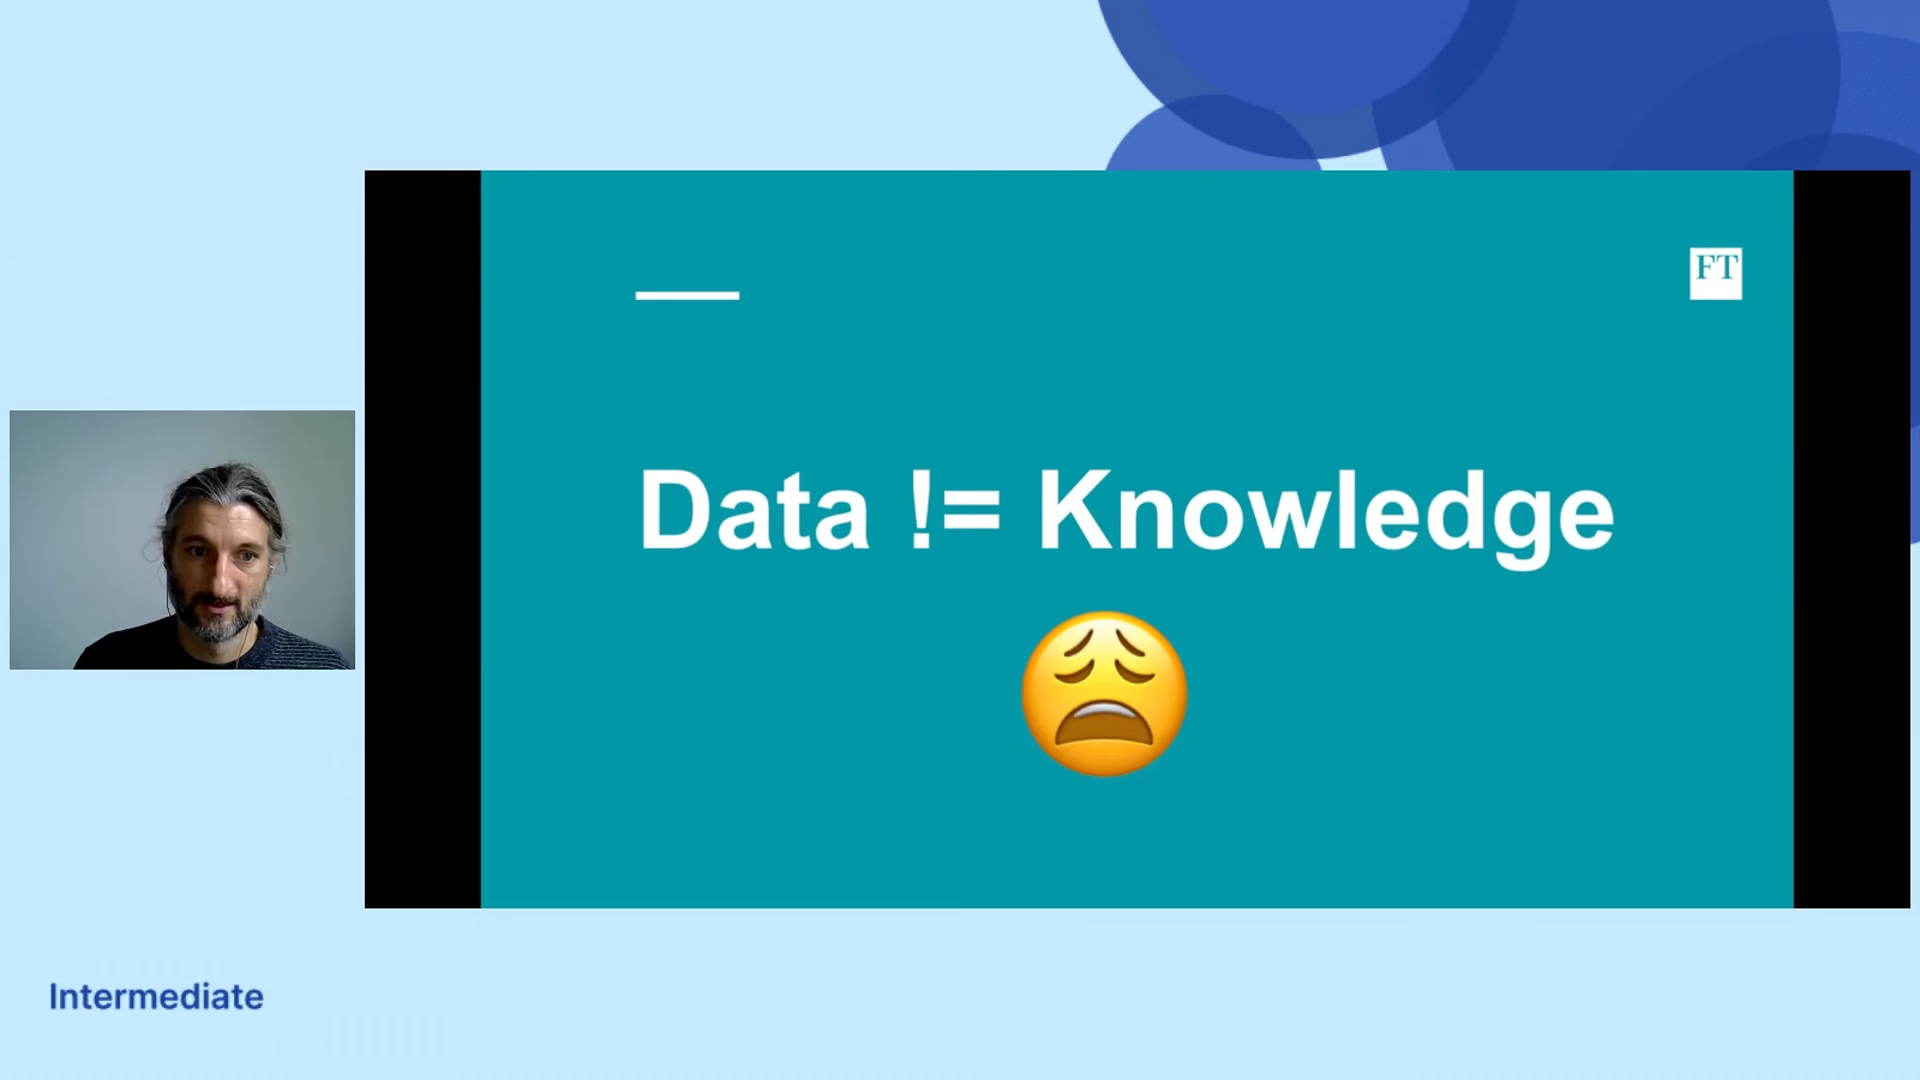 FT
Data != Knowledge
Intermediate